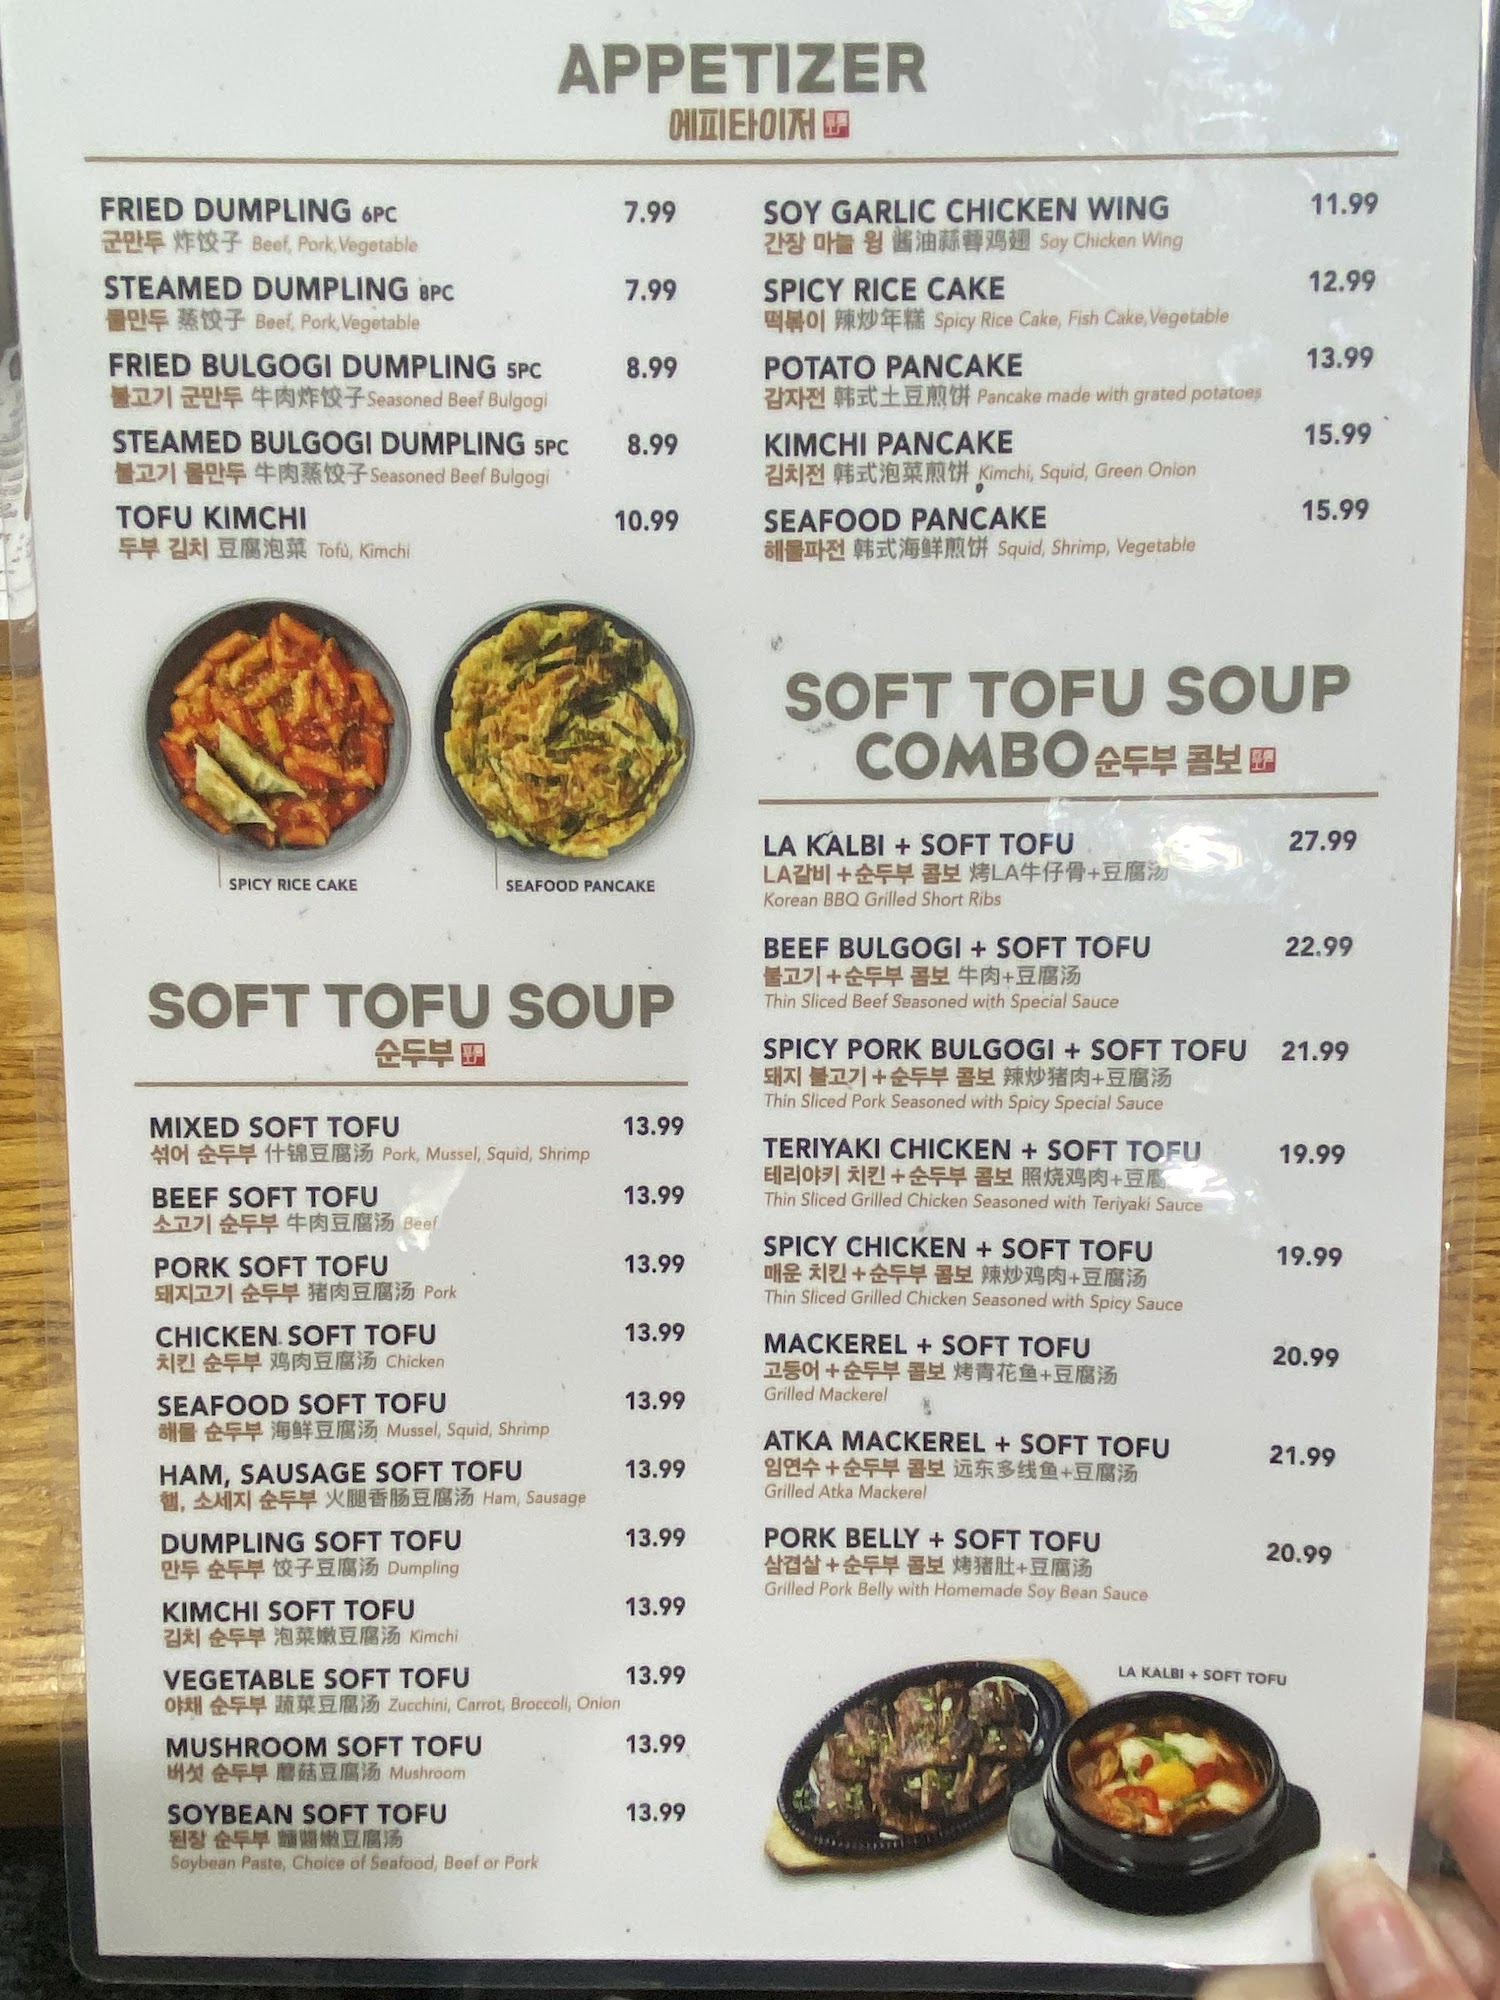 APPETIZER
에피타이저
FRIED DUMPLING 6PC 7.99
군만두 炸饺子 Beef, Pork,Vegetable
STEAMED DUMPLING 8PC 7.99
물만두 蒸饺子 Beef, Pork,Vegetable
FRIED BULGOGI DUMPLING 5PC 8.99
불고기 군만두 牛肉炸饺子 Seasoned Beef Bulgogi
STEAMED BULGOGI DUMPLING 5PC 8.99
불고기 물만두 牛肉蒸饺子 Seasoned Beef Bulgogi
TOFU KIMCHI 10.99
두부 김치 豆腐泡菜 Tofu, Kimchi
SOY GARLIC CHICKEN WING 11.99
간장 마늘 윙 酱油蒜蓉鸡翅 Soy Chicken Wing
SPICY RICE CAKE 12.99
떡볶이 辣炒年糕 Spicy Rice Cake, Fish Cake,Vegetable
POTATO PANCAKE 13.99
감자전 韩式土豆煎饼 Pancake made with grated potatoes
KIMCHI PANCAKE 15.99
김치전 韩式泡菜煎饼 Kimchi, Squid, Green Onion
SEAFOOD PANCAKE 15.99
해물파전 韩式海鲜煎饼 Squid, Shrimp, Vegetable
SPICY RICE CAKE
SEAFOOD PANCAKE
SOFT TOFU SOUP
순두부
MIXED SOFT TOFU 13.99
섞어 순두부 什锦豆腐汤 Pork, Mussel, Squid, Shrimp
BEEF SOFT TOFU 13.99
소고기 순두부 牛肉豆腐汤 Beef
PORK SOFT TOFU 13.99
돼지고기 순두부 猪肉豆腐汤 Pork
CHICKEN SOFT TOFU 13.99
치킨 순두부 鸡肉豆腐汤 Chicken
SEAFOOD SOFT TOFU 13.99
해물 순두부 海鲜豆腐汤 Mussel, Squid, Shrimp
HAM, SAUSAGE SOFT TOFU 13.99
햄, 소세지 순두부 火腿香肠豆腐汤 Ham, Sausage
DUMPLING SOFT TOFU 13.99
만두 순두부 饺子豆腐汤 Dumpling
KIMCHI SOFT TOFU 13.99
김치 순두부 泡菜嫩豆腐汤 Kimchi
VEGETABLE SOFT TOFU 13.99
야채 순두부 蔬菜豆腐汤 Zucchini, Carrot, Broccoli, Onion
MUSHROOM SOFT TOFU 13.99
버섯 순두부 蘑菇豆腐汤 Mushroom
SOYBEAN SOFT TOFU 13.99
된장 순두부
Soybean Paste, Choice of Seafood, Beef or Pork
SOFT TOFU SOUP
COMBO 순두부 콤보
LA KALBI + SOFT TOFU 27.99
LA갈비+순두부 콤보 烤LA牛仔骨+豆腐汤
Korean BBQ Grilled Short Ribs
BEEF BULGOGI + SOFT TOFU 22.99
불고기+순두부 콤보 牛肉+豆腐汤
Thin Sliced Beef Seasoned with Special Sauce
SPICY PORK BULGOGI + SOFT TOFU 21.99
돼지 불고기+순두부 콤보 辣炒猪肉+豆腐汤
Thin Sliced Pork Seasoned with Spicy Special Sauce
TERIYAKI CHICKEN + SOFT TOFU 19.99
테리야키 치킨+순두부 콤보 照烧鸡肉+豆腐
Thin Sliced Grilled Chicken Seasoned with Teriyaki Sauce
SPICY CHICKEN + SOFT TOFU 19.99
매운 치킨+순두부 콤보 辣炒鸡肉+豆腐汤
Thin Sliced Grilled Chicken Seasoned with Spicy Sauce
MACKEREL + SOFT TOFU 20.99
고등어+순두부 콤보 烤青花鱼+豆腐汤
Grilled Mackerel
ATKA MACKEREL + SOFT TOFU 21.99
임연수+순두부 콤보 远东多线鱼+豆腐汤
Grilled Atka Mackerel
PORK BELLY + SOFT TOFU 20.99
삼겹살+순두부 콤보 烤猪肚+豆腐汤
Grilled Pork Belly with Homemade Soy Bean Sauce
LA KALBI + SOFT TOFU